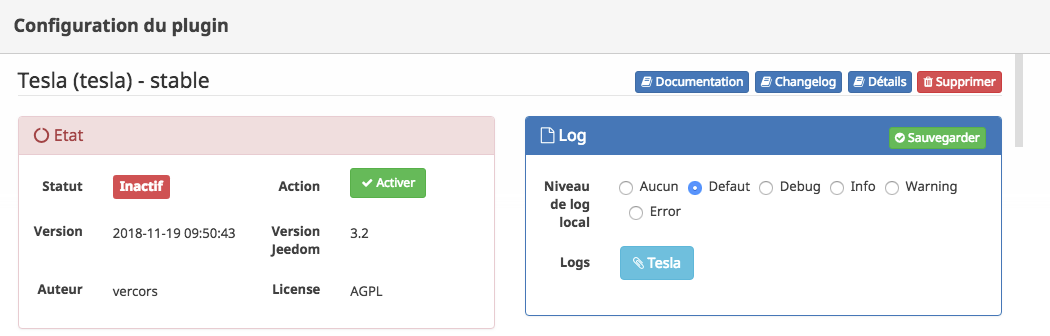 Configuration du plugin
Tesla (tesla) - stable
Documentation Changelog Détails Supprimer
Etat
Statut Inactif Action Activer
Version 2018-11-19 09:50:43 Version
Jeedom 3.2
Auteur vercors License AGPL
Log Sauvegarder
Niveau
de log
local
Aucun Defaut Debug Info Warning
Error
Logs Tesla